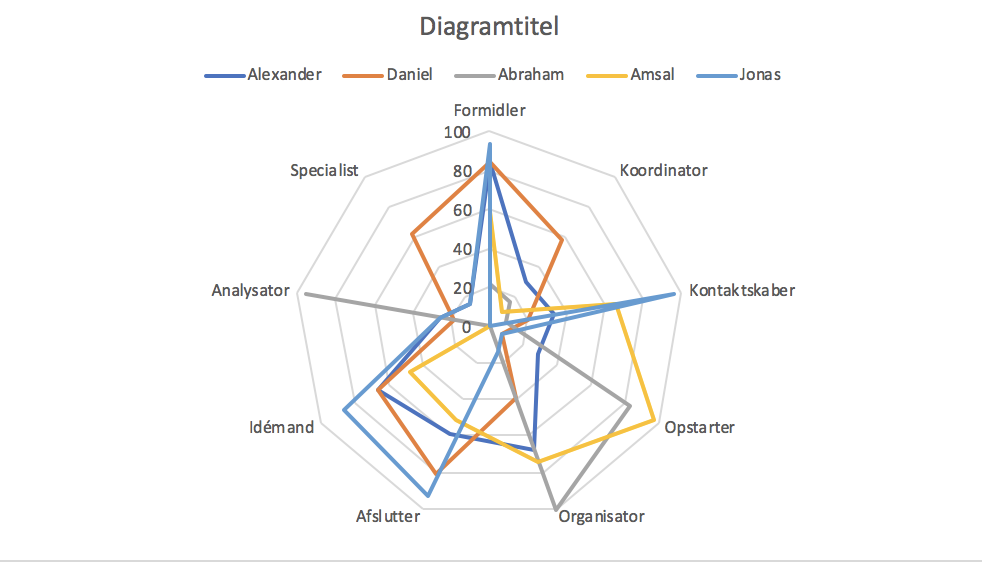 Diagramtitel
Alexander Daniel Abraham Amsal Jonas
Formidler
100
Specialist
Koordinator
80
60
40
Analysator
20
Kontaktskaber
0
Idémand
Opstarter
Afslutter
Organisator